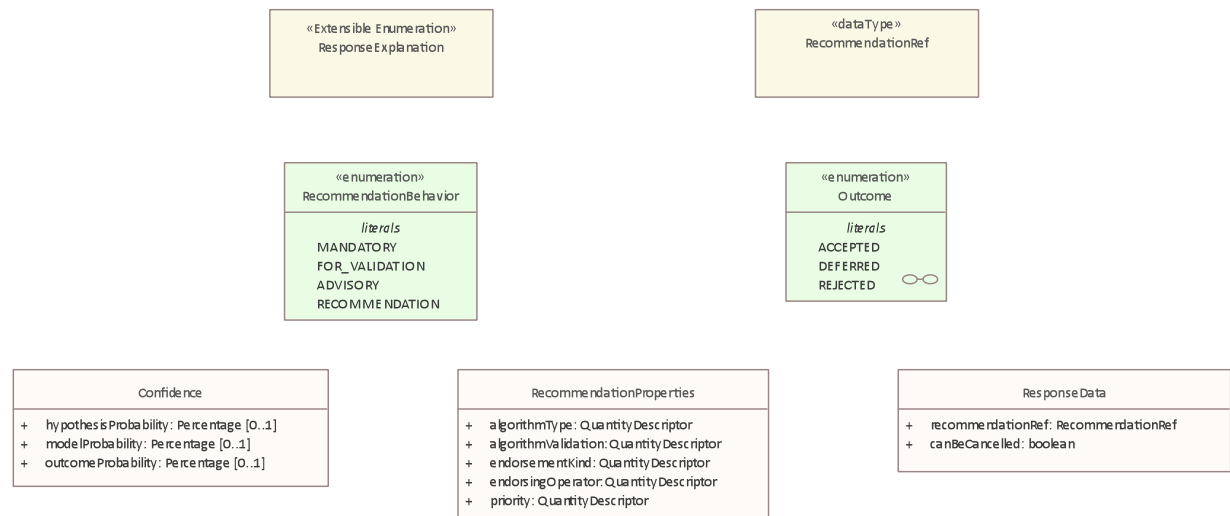 «Extensible Enumeration»
ResponseExplanation
«dataType»
RecommendationRef
«enumeration»
RecommendationBehavior
literals
MANDATORY
FOR_VALIDATION
ADVISORY
RECOMMENDATION
«enumeration»
Outcome
literals
ACCEPTED
DEFERRED
REJECTED
Confidence
+ hypothesisProbability: Percentage [0..1]
+ modelProbability: Percentage [0..1]
+ outcomeProbability: Percentage [0..1]
RecommendationProperties
+ algorithmType: QuantityDescriptor
+ algorithmValidation: QuantityDescriptor
+ endorsementKind: QuantityDescriptor
+ endorsingOperator: QuantityDescriptor
+ priority: QuantityDescriptor
ResponseData
+ recommendationRef: RecommendationRef
+ canBeCancelled: boolean